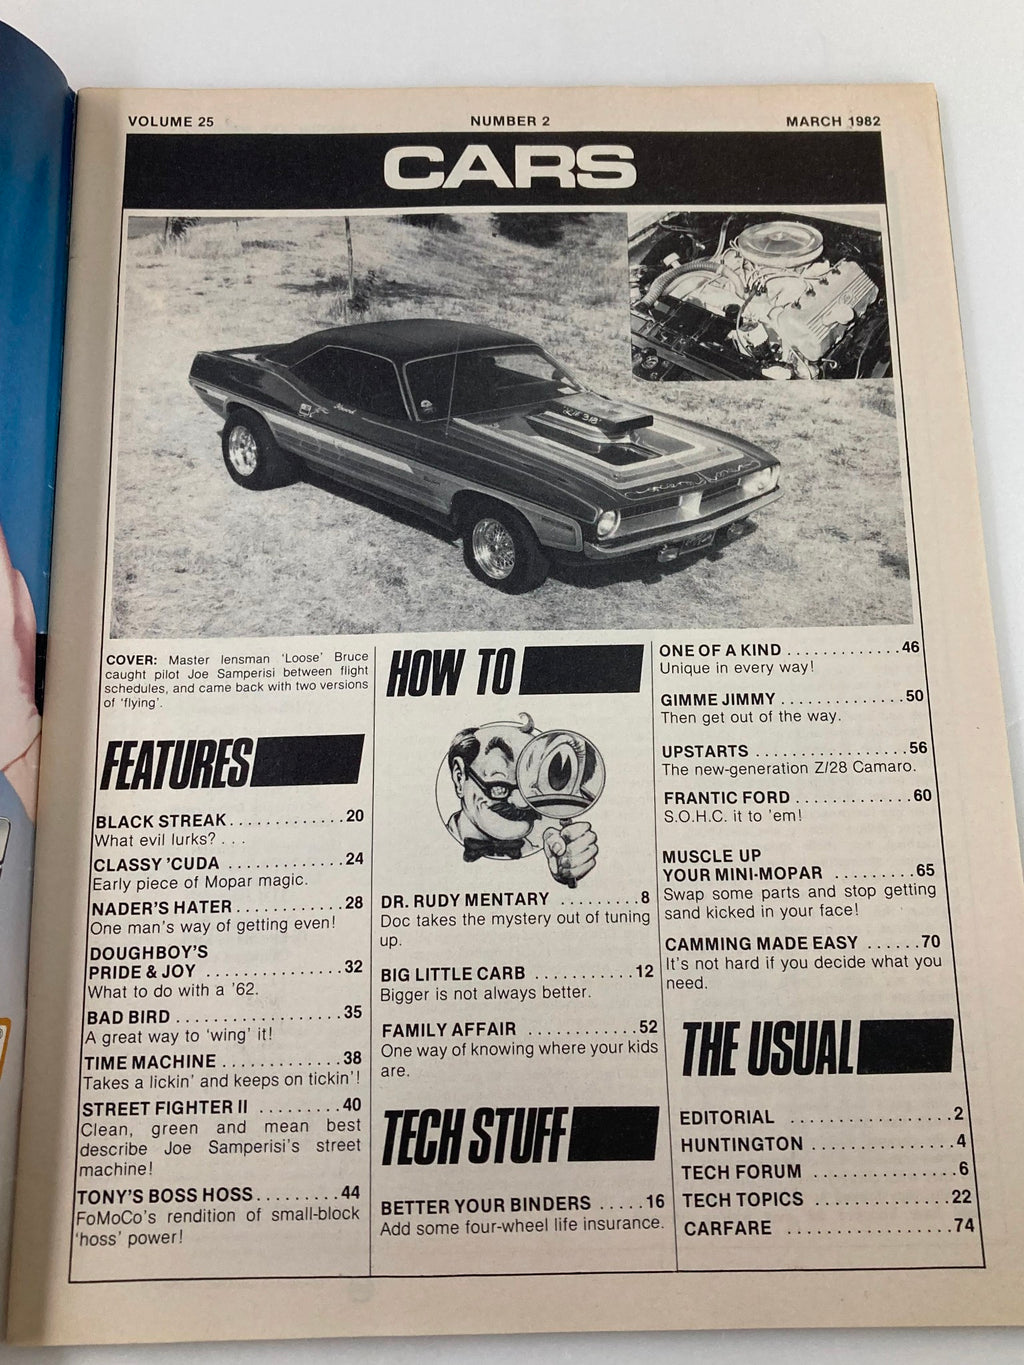 VOLUME 25 NUMBER 2 MARCH 1982
CARS
COVER: Master lensman 'Loose' Bruce
caught pilot Joe Samperisi between flight
schedules, and came back with two versions
of 'flying'.
FEATURES
BLACK STREAK.............20
What evil lurks? . . .
CLASSY 'CUDA .............24
Early piece of Mopar magic.
NADER'S HATER.............28
One man's way of getting even!
DOUGHBOY'S
PRIDE & JOY ................32
What to do with a '62.
BAD BIRD ...................35
A great way to 'wing' it!
TIME MACHINE ..............38
Takes a lickin' and keeps on tickin'!
STREET FIGHTER II .........40
Clean, green and mean best
describe Joe Samperisi's street
machine!
TONY'S BOSS HOSS.........44
FoMoCo's rendition of small-block
'hoss' power!
HOW TO
DR. RUDY MENTARY .........8
Doc takes the mystery out of tuning
up.
BIG LITTLE CARB ...........12
Bigger is not always better.
FAMILY AFFAIR ............52
One way of knowing where your kids
are.
TECH STUFF
BETTER YOUR BINDERS .....16
Add some four-wheel life insurance.
ONE OF A KIND .............46
Unique in every way!
GIMME JIMMY .............50
Then get out of the way.
UPSTARTS .................56
The new-generation Z/28 Camaro.
FRANTIC FORD .............60
S.O.H.C. it to 'em!
MUSCLE UP
YOUR MINI-MOPAR .........65
Swap some parts and stop getting
sand kicked in your face!
CAMMING MADE EASY ......70
It's not hard if you decide what you
need.
THE USUAL
EDITORIAL ...................2
HUNTINGTON ................4
TECH FORUM ................6
TECH TOPICS ...............22
CARFARE ..................74